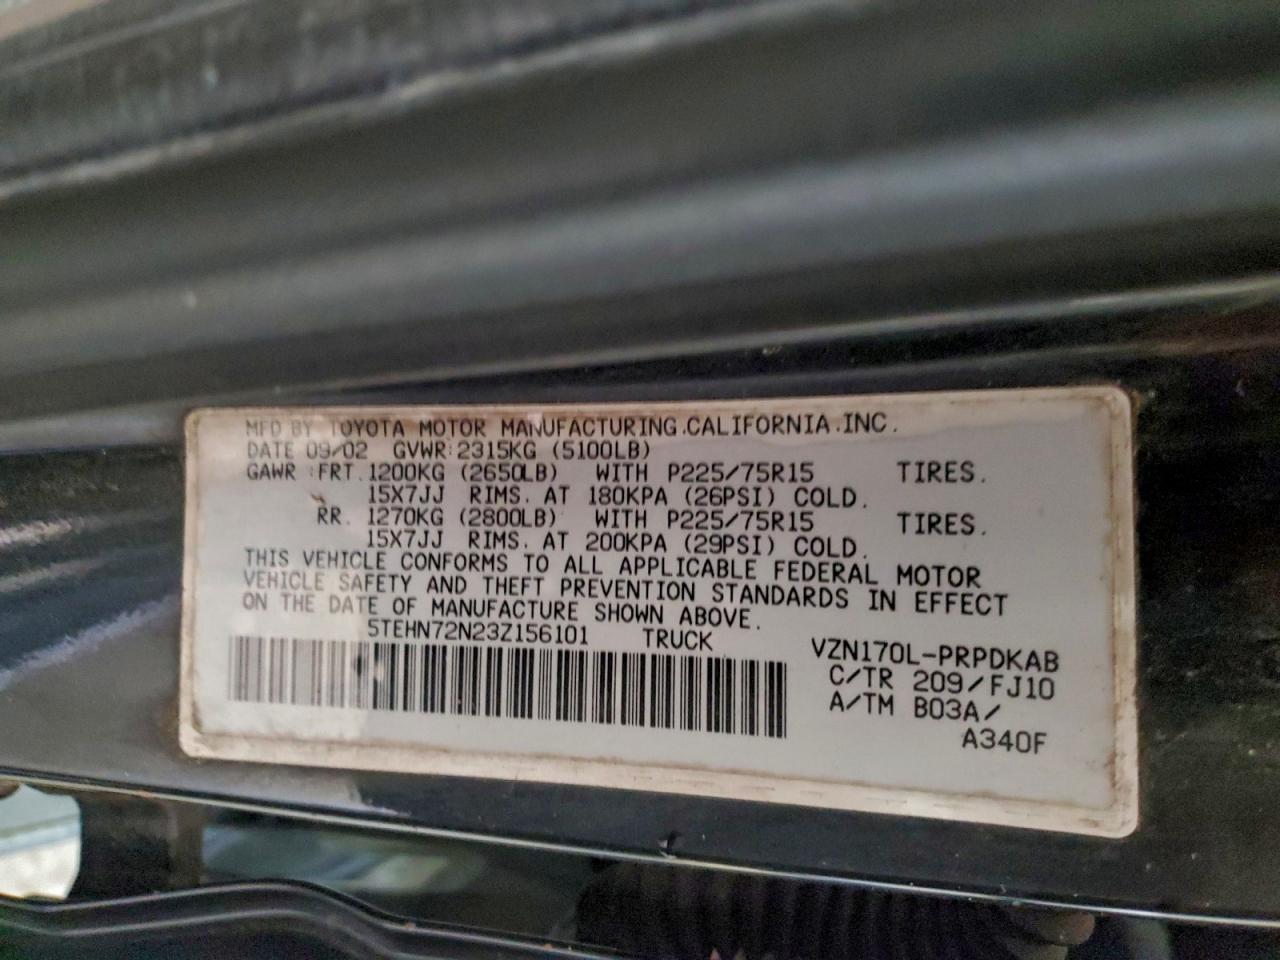 MFD BY TOYOTA MOTOR MANUFACTURING.CALIFORNIA.INC.
DATE 09/02 GVWR:2315KG (5100LB)
GAWR:FRT. 1200KG (2650LB) WITH P225/75R15 TIRES.
15X7JJ RIMS. AT 180KPA (26PSI) COLD.
RR. 1270KG (2800LB) WITH P225/75R15 TIRES.
15X7JJ RIMS. AT 200KPA (29PSI) COLD.
THIS VEHICLE CONFORMS TO ALL APPLICABLE FEDERAL MOTOR
VEHICLE SAFETY AND THEFT PREVENTION STANDARDS IN EFFECT
ON THE DATE OF MANUFACTURE SHOWN ABOVE.
5TEHN72N23Z156101 TRUCK
VZN170L-PRPDKAB
C/TR 209/FJ10
A/TM B03A/
A340F